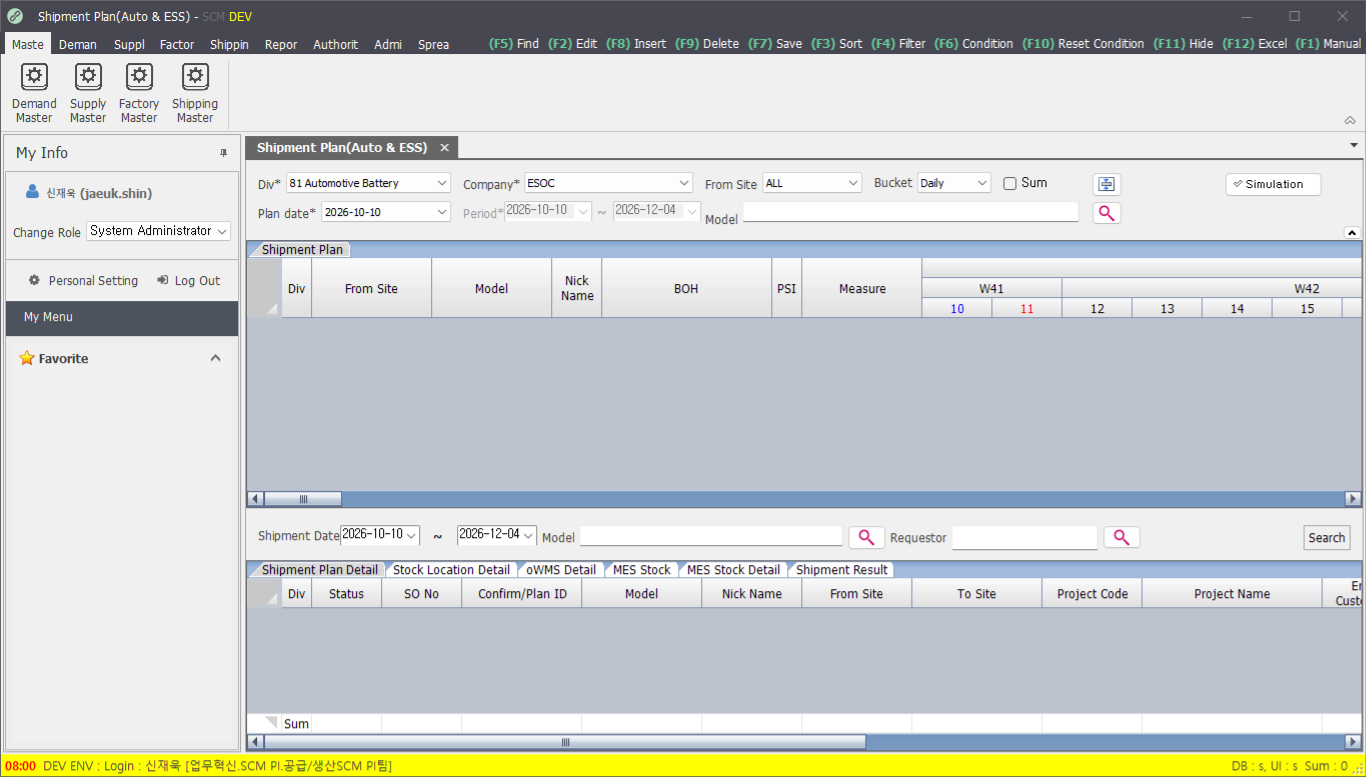 Shipment Plan(Auto & ESS) - SCM DEV
Maste Deman Suppl Factor Shippin Repor Authorit Admi Sprea (F5) Find (F2) Edit (F8) Insert (F9) Delete (F7) Save (F3) Sort (F4) Filter (F6) Condition (F10) Reset Condition (F11) Hide (F12) Excel (F1) Manual
Demand Master
Supply Master
Factory Master
Shipping Master
My Info
신재욱 (jaeuk.shin)
Change Role System Administrator
Personal Setting Log Out
My Menu
Favorite
Shipment Plan(Auto & ESS)
Div* 81 Automotive Battery Company* ESOC From Site ALL Bucket Daily Sum Simulation
Plan date* 2026-10-10 Period* 2026-10-10 ~ 2026-12-04 Model
Shipment Plan
Div From Site Model Nick Name BOH PSI Measure W41 W42
10 11 12 13 14 15
Shipment Date 2026-10-10 ~ 2026-12-04 Model Requestor Search
Shipment Plan Detail Stock Location Detail oWMS Detail MES Stock MES Stock Detail Shipment Result
Div Status SO No Confirm/Plan ID Model Nick Name From Site To Site Project Code Project Name
Sum
08:00 DEV ENV : Login : 신재욱 [업무혁신.SCM PI.공급/생산SCM PI팀] DB : s, UI : s Sum : 0